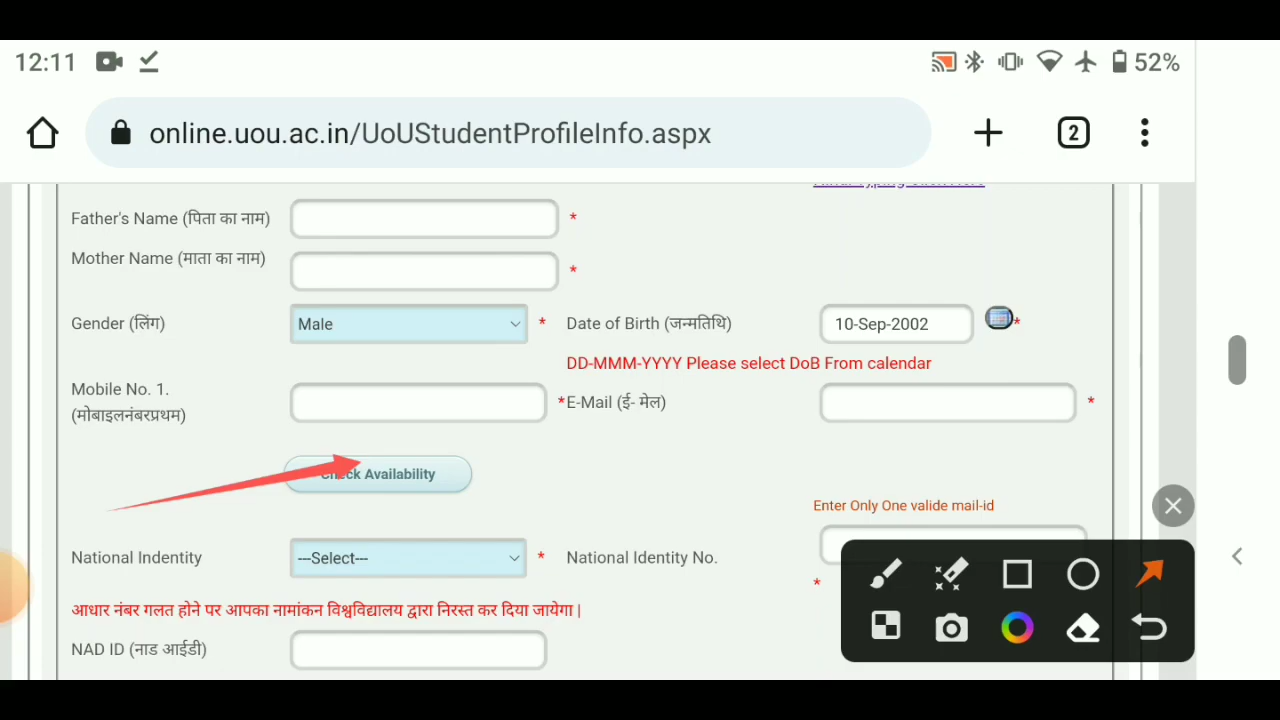 12:11
52%
online.uou.ac.in/UoUStudentProfileInfo.aspx
2
Father's Name (पिता का नाम)
*
Mother Name (माता का नाम)
*
Gender (लिंग)
Male
*
Date of Birth (जन्मतिथि)
10-Sep-2002
*
DD-MMM-YYYY Please select DoB From calendar
Mobile No. 1.
(मोबाइलनंबरप्रथम)
*
E-Mail (ई- मेल)
*
Check Availability
Enter Only One valide mail-id
National Indentity
---Select---
*
National Identity No.
*
आधार नंबर गलत होने पर आपका नामांकन विश्वविद्यालय द्वारा निरस्त कर दिया जायेगा |
NAD ID (नाड आईडी)